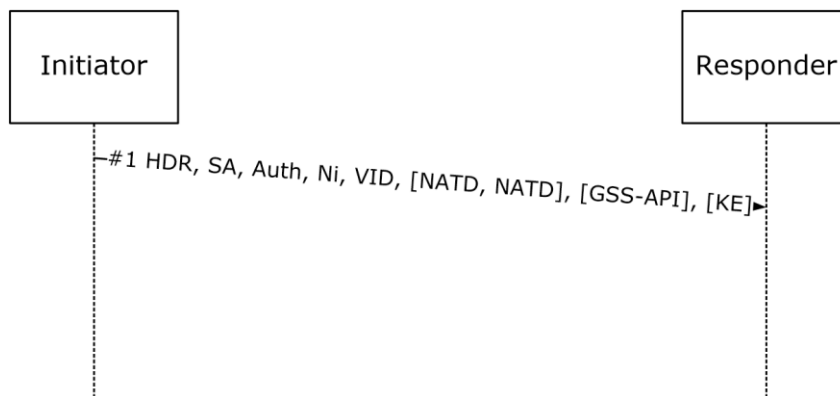 Initiator
Responder
#1 HDR, SA, Auth, Ni, VID, [NATD, NATD], [GSS-API], [KE]